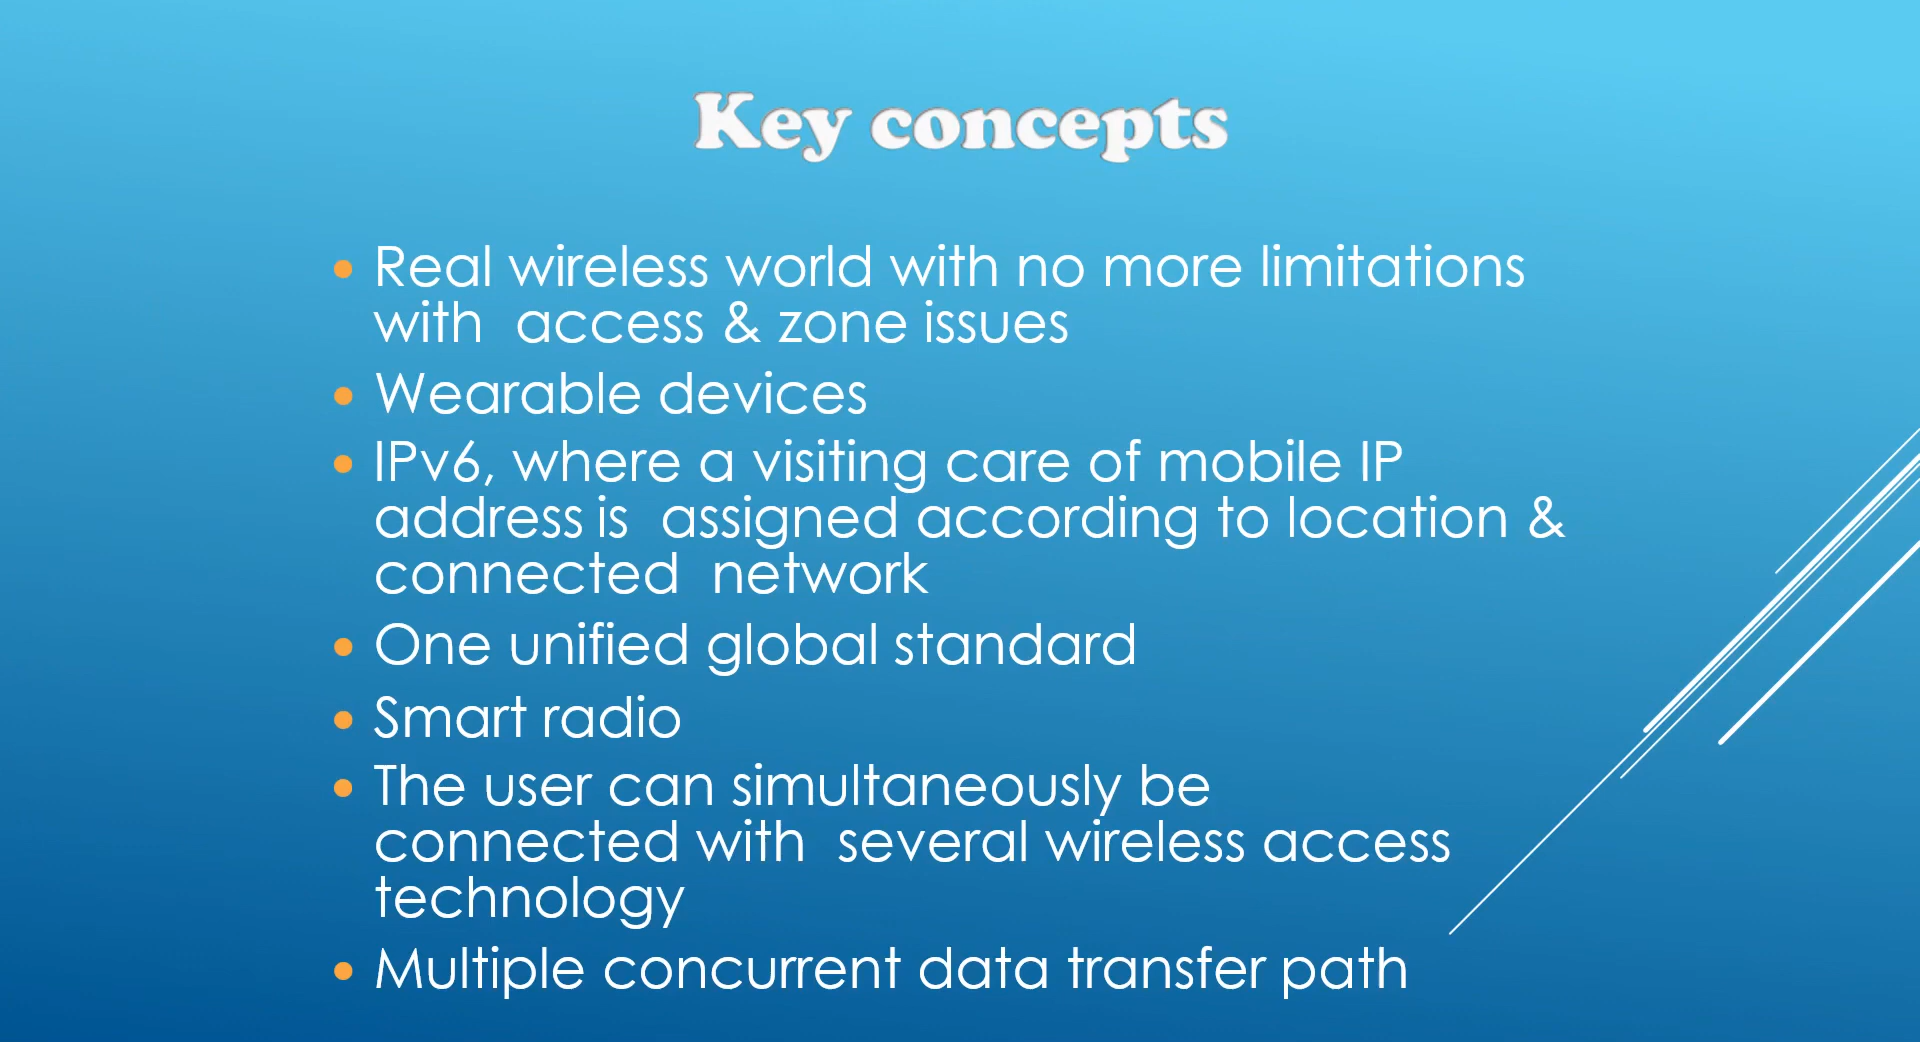 Key concepts
• Real wireless world with no more limitations
with access & zone issues
• Wearable devices
• IPv6, where a visiting care of mobile IP
address is assigned according to location &
connected network
• One unified global standard
• Smart radio
• The user can simultaneously be
connected with several wireless access
technology
• Multiple concurrent data transfer path